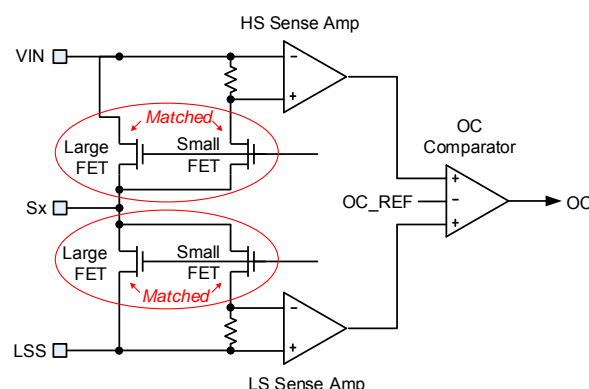 HS Sense Amp
VIN
−
+
Matched
Large
FET
Small
FET
OC
Comparator
+
OC_REF
−
+
OC
Sx
Large
FET
Small
FET
Matched
−
+
LSS
LS Sense Amp